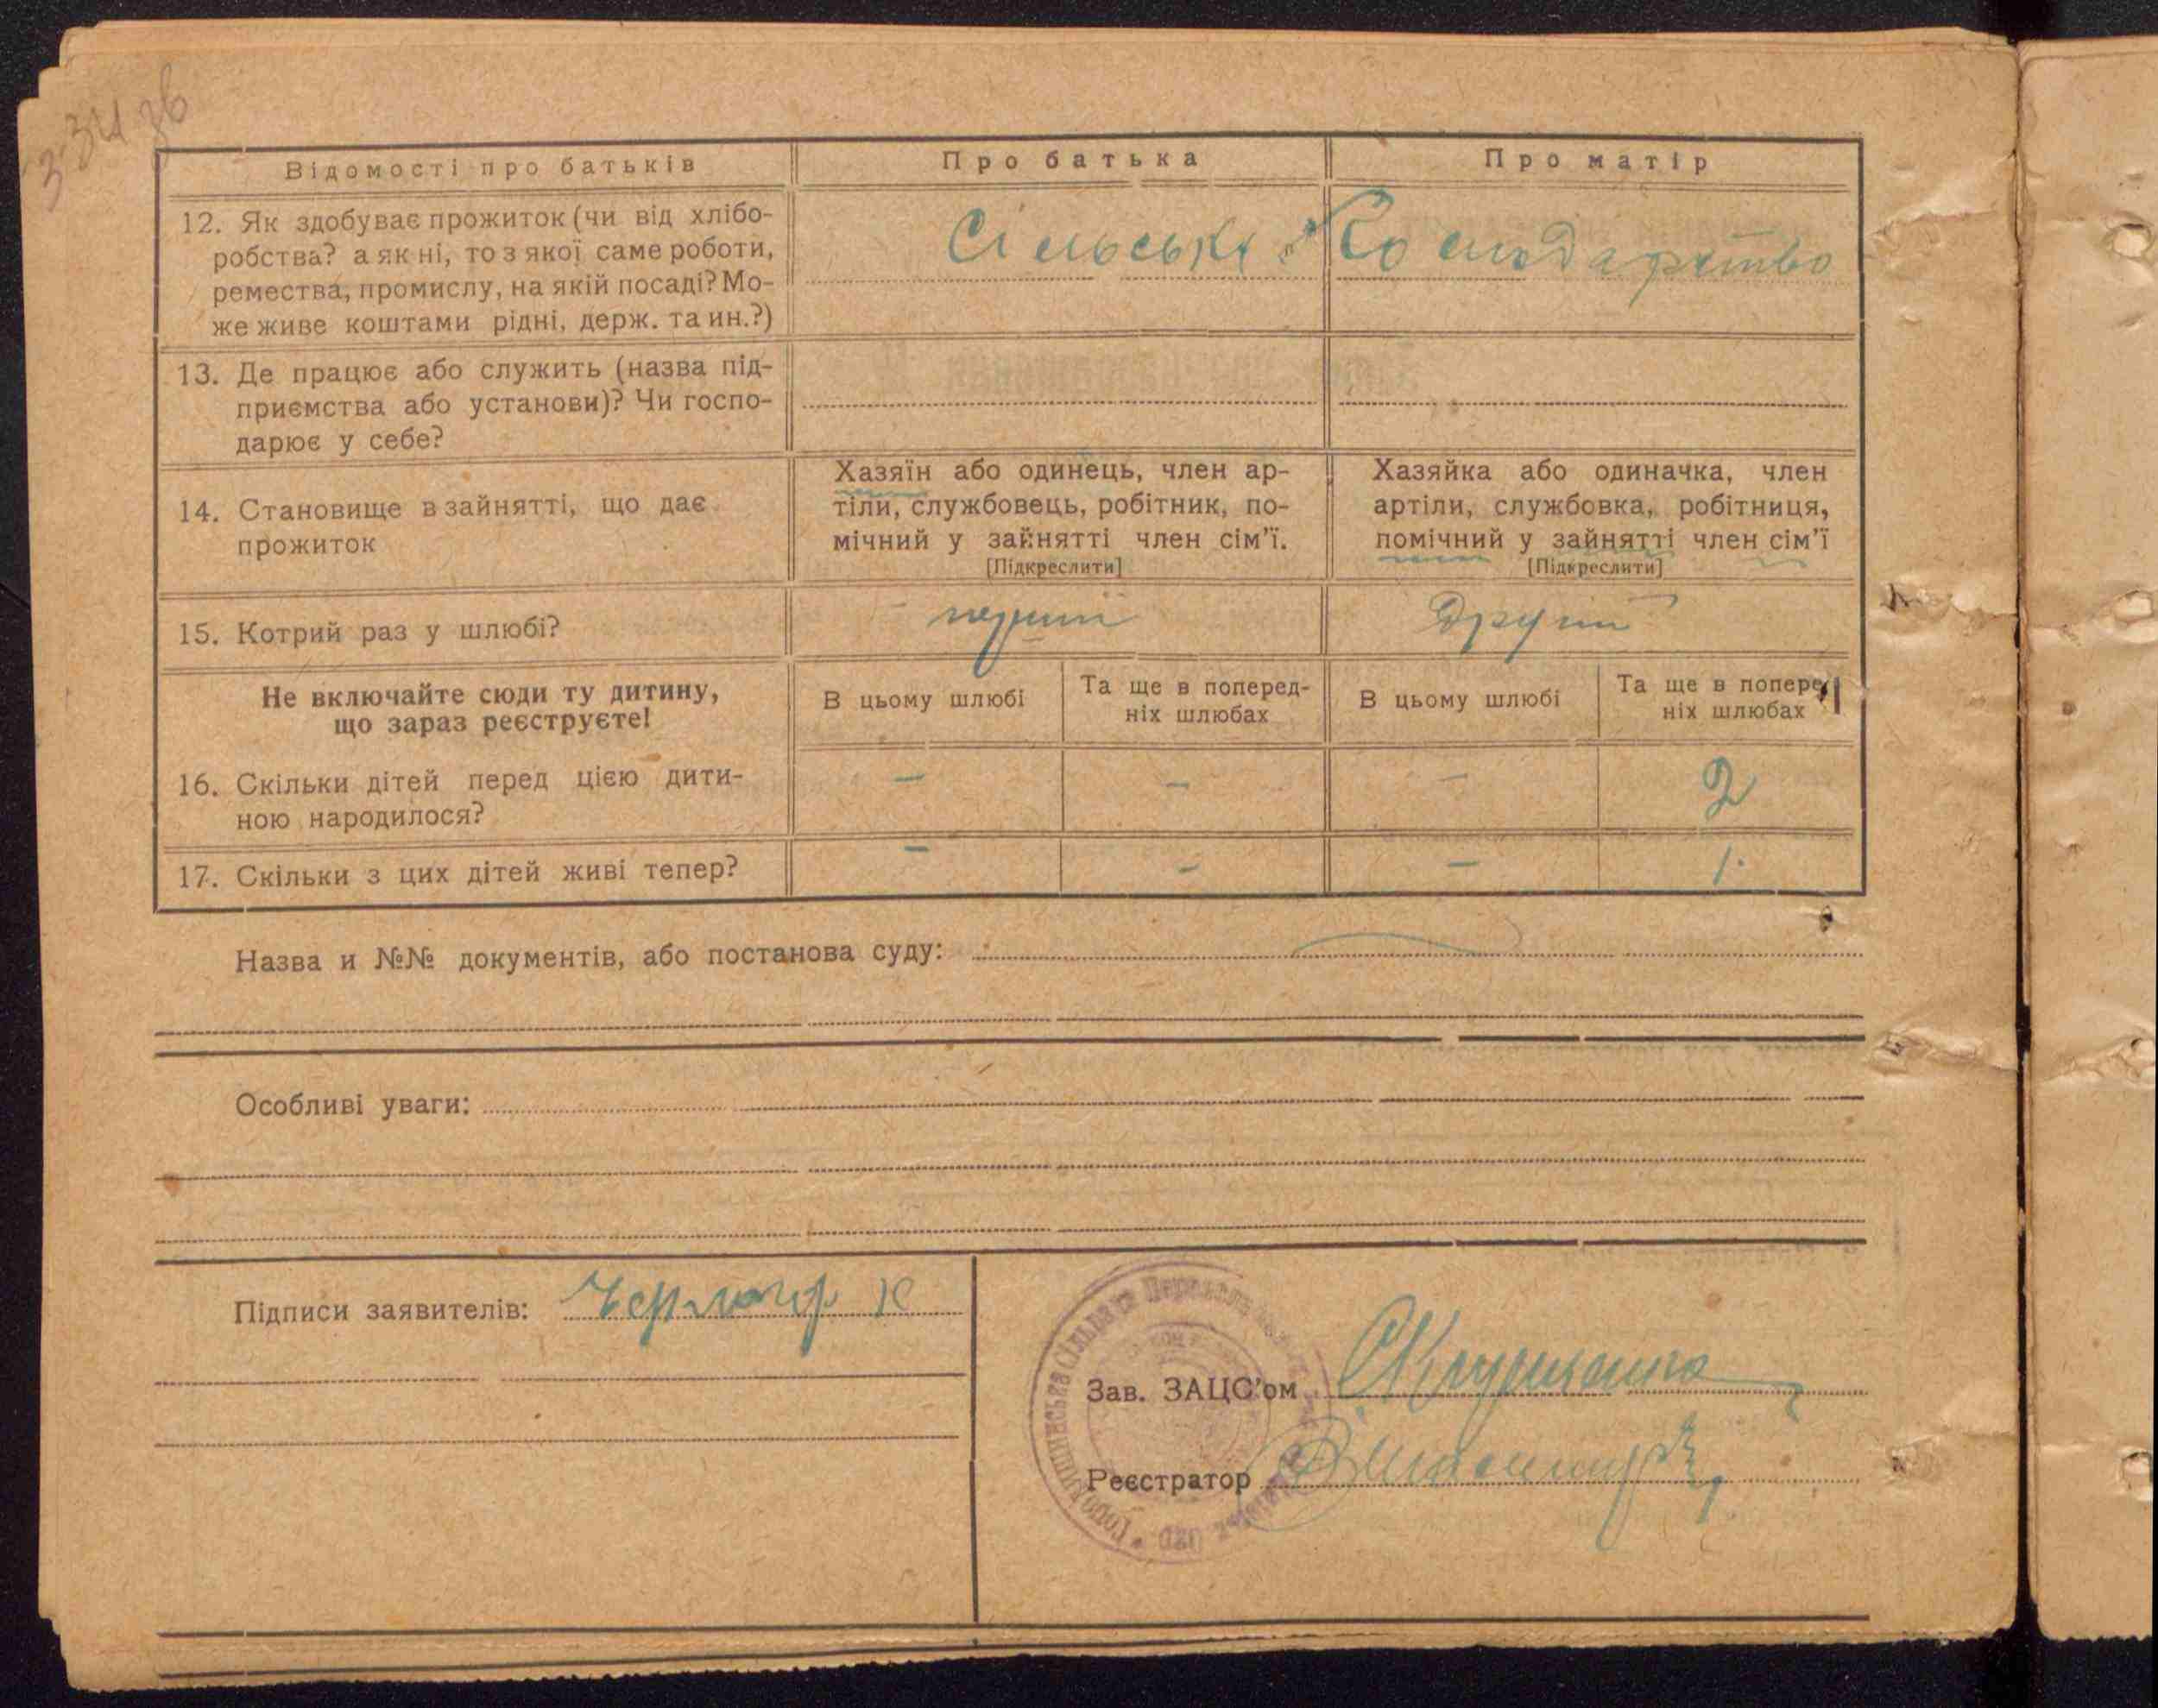 334 зв
Відомості про батьків
Про батька
Про матір
12. Як здобуває прожиток (чи від хлібо-
робства? а як ні, то з якої саме роботи,
ремества, промислу, на якій посаді? Мо-
же живе коштами рідні, держ. та ин.?)
Сільське Господарство
13. Де працює або служить (назва під-
приємства або установи)? Чи госпо-
дарює у себе?
14. Становище в зайнятті, що дає
прожиток
Хазяїн або одинець, член ар-
тіли, службовець, робітник, по-
мічний у зайнятті член сім'ї.
[Підкреслити]
Хазяйка або одиначка, член
артіли, службовка, робітниця,
помічний у зайнятті член сім'ї
[Підкреслити]
15. Котрий раз у шлюбі?
перший
другий
Не включайте сюди ту дитину,
що зараз реєструєте!
В цьому шлюбі
Та ще в поперед-
ніх шлюбах
В цьому шлюбі
Та ще в поперед
ніх шлюбах
16. Скільки дітей перед цією дити-
ною народилося?
- - - 2
17. Скільки з цих дітей живі тепер?
- - - 1.
Назва и №№ документів, або постанова суду:
Особливі уваги:
Підписи заявителів:
Зав. ЗАЦС'ом
Реєстратор